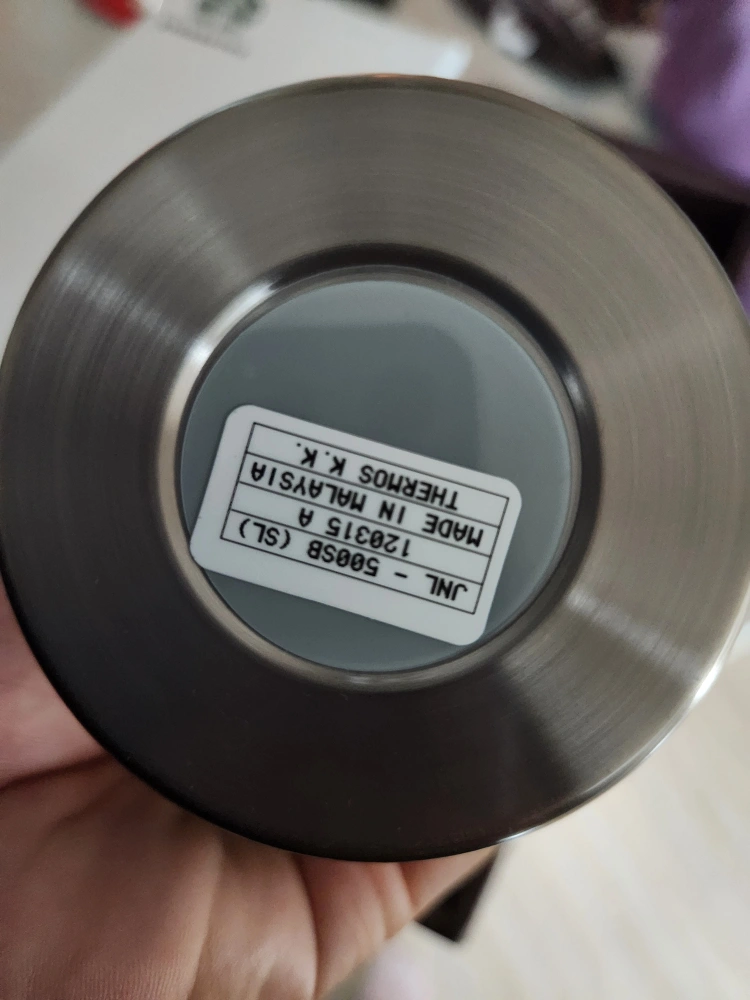 JNL - 500SB (SL)
120315 A
MADE IN MALAYSIA
THERMOS K.K.